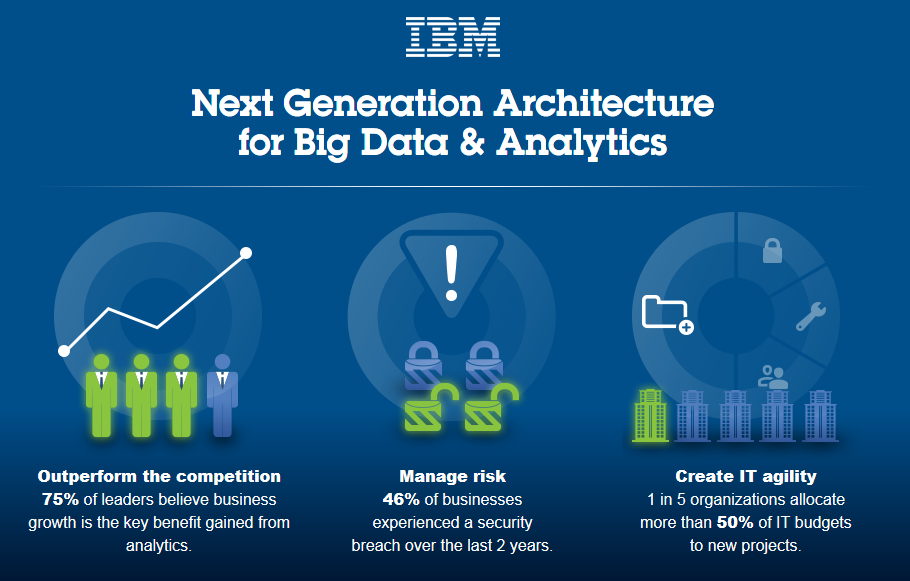 IBM
Next Generation Architecture
for Big Data & Analytics
Outperform the competition
75% of leaders believe business
growth is the key benefit gained from
analytics.
Manage risk
46% of businesses
experienced a security
breach over the last 2 years.
Create IT agility
1 in 5 organizations allocate
more than 50% of IT budgets
to new projects.